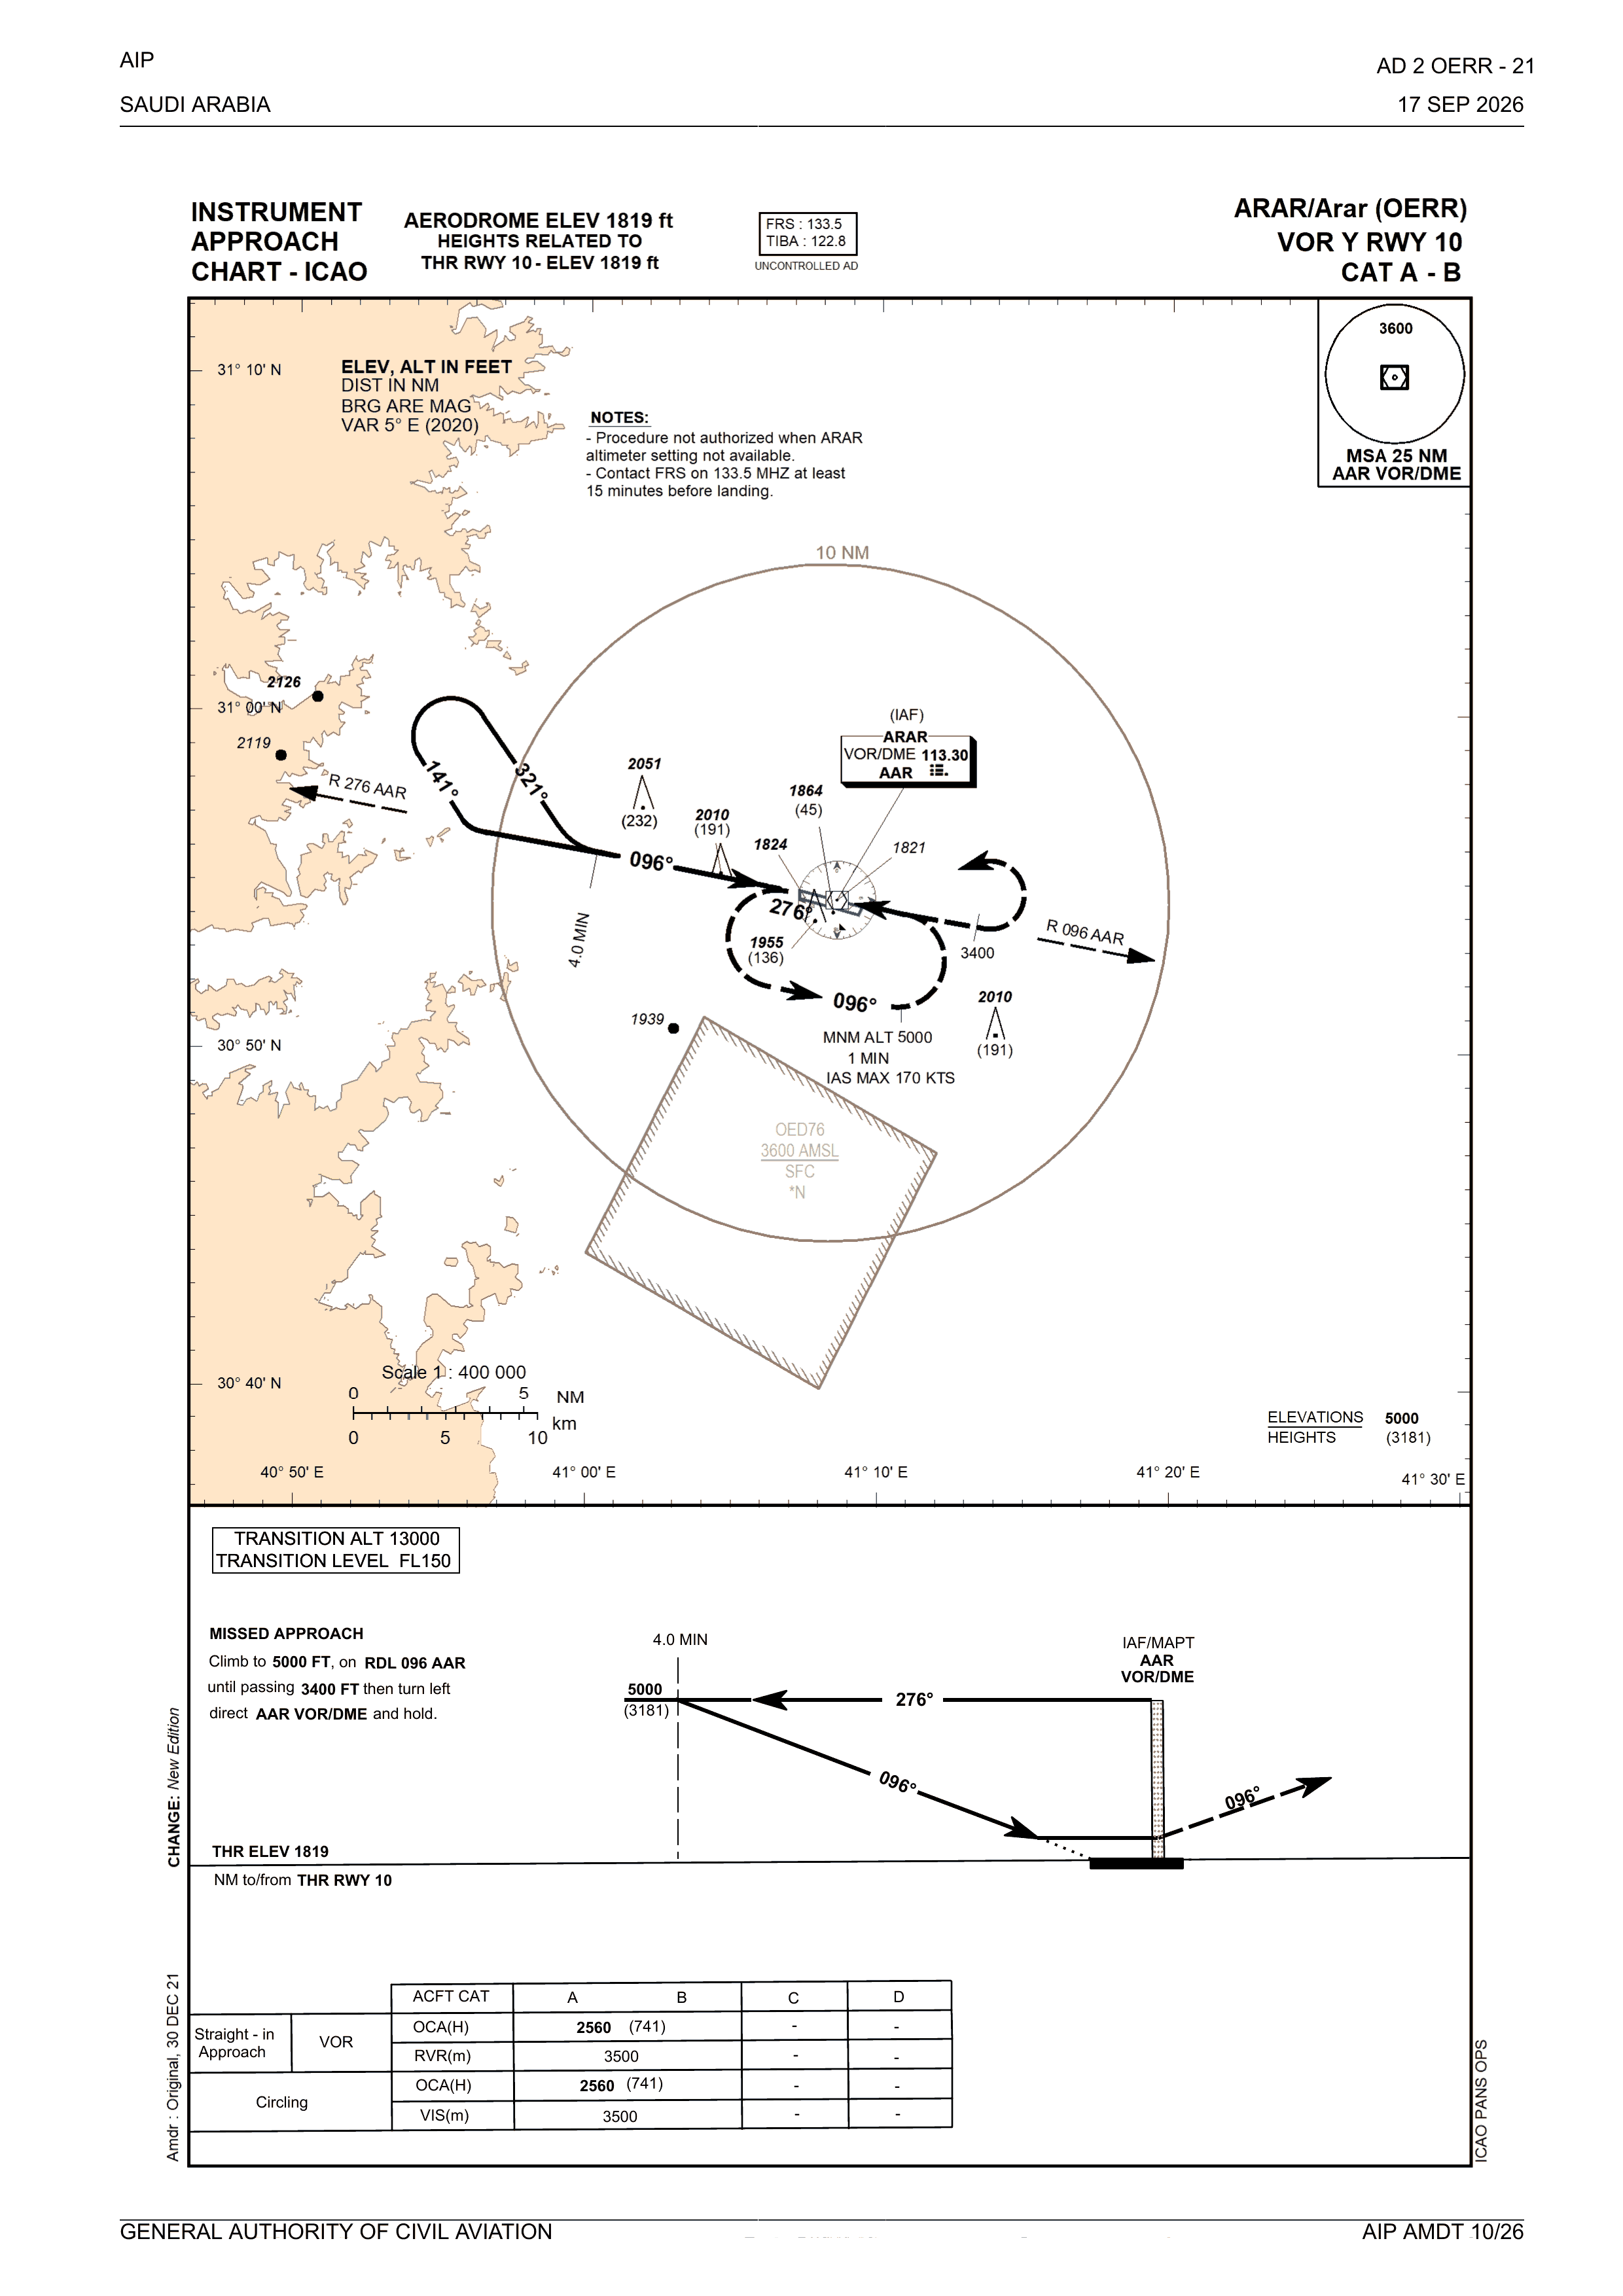 AIP
AD 2 OERR - 21
SAUDI ARABIA
17 SEP 2026
INSTRUMENT
APPROACH
CHART - ICAO
AERODROME ELEV 1819 ft
HEIGHTS RELATED TO
THR RWY 10 - ELEV 1819 ft
FRS : 133.5
TIBA : 122.8
UNCONTROLLED AD
ARAR/Arar (OERR)
VOR Y RWY 10
CAT A - B
3600
MSA 25 NM
AAR VOR/DME
31° 10' N
ELEV, ALT IN FEET
DIST IN NM
BRG ARE MAG
VAR 5° E (2020)
NOTES:
- Procedure not authorized when ARAR
altimeter setting not available.
- Contact FRS on 133.5 MHZ at least
15 minutes before landing.
10 NM
2126
31° 00' N
2119
R 276 AAR
141°
321°
(IAF)
ARAR
VOR/DME 113.30
AAR
2051
(232)
2010
(191)
1864
(45)
1824
1821
096°
276°
4.0 MIN
1955
(136)
3400
R 096 AAR
096°
2010
(191)
1939
MNM ALT 5000
1 MIN
IAS MAX 170 KTS
30° 50' N
OED76
3600 AMSL
SFC
*N
30° 40' N
Scale 1 : 400 000
0 5 NM
km
0 5 10
ELEVATIONS 5000
HEIGHTS (3181)
40° 50' E
41° 00' E
41° 10' E
41° 20' E
41° 30' E
TRANSITION ALT 13000
TRANSITION LEVEL FL150
MISSED APPROACH
Climb to 5000 FT, on RDL 096 AAR
until passing 3400 FT then turn left
direct AAR VOR/DME and hold.
4.0 MIN
IAF/MAPT
AAR
VOR/DME
5000
(3181)
276°
096°
096°
THR ELEV 1819
NM to/from THR RWY 10
CHANGE: New Edition
Amdr : Original, 30 DEC 21
ACFT CAT A B C D
Straight - in
Approach
VOR
OCA(H) 2560 (741) - -
RVR(m) 3500 - -
Circling
OCA(H) 2560 (741) - -
VIS(m) 3500 - -
ICAO PANS OPS
GENERAL AUTHORITY OF CIVIL AVIATION
AIP AMDT 10/26